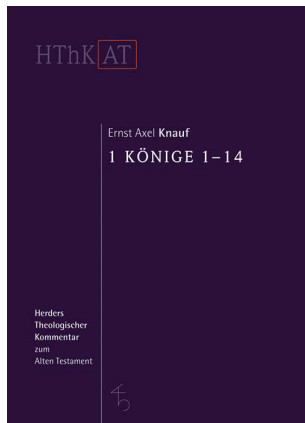 HThK AT
Ernst Axel Knauf
1 KÖNIGE 1–14
Herders
Theologischer
Kommentar
zum
Alten Testament